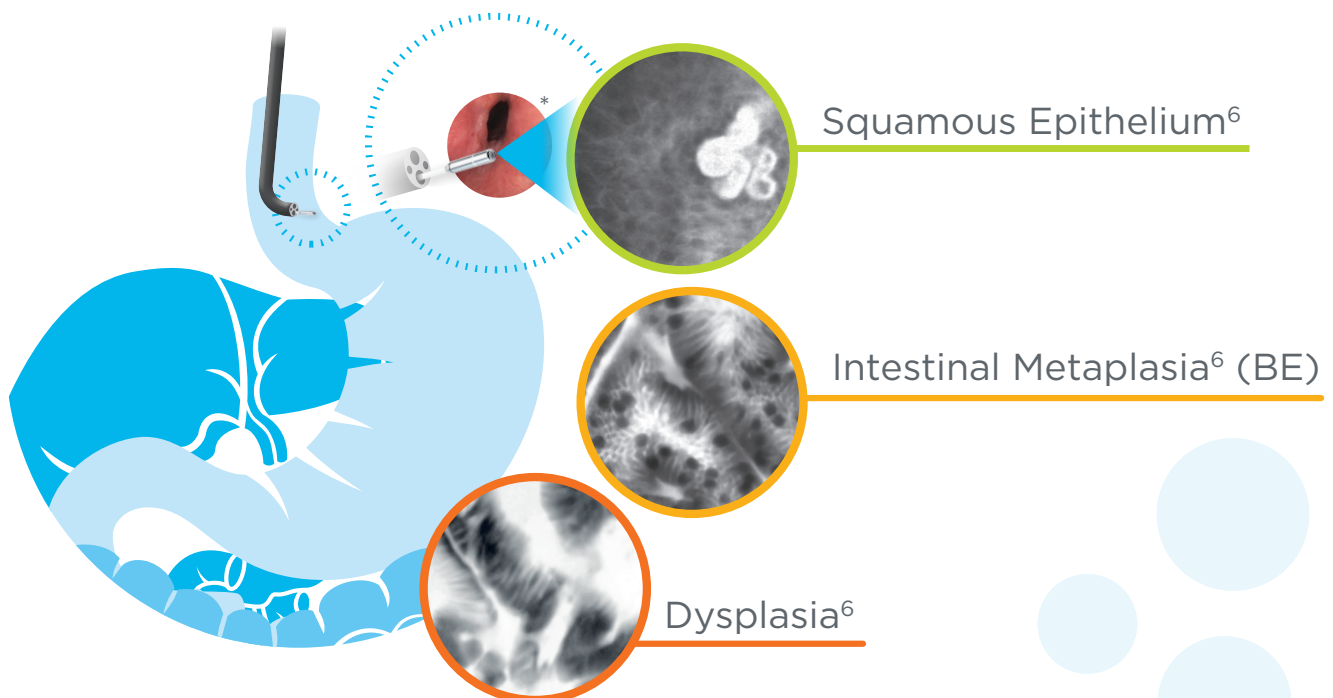 *
Squamous Epithelium⁶
Intestinal Metaplasia⁶ (BE)
Dysplasia⁶